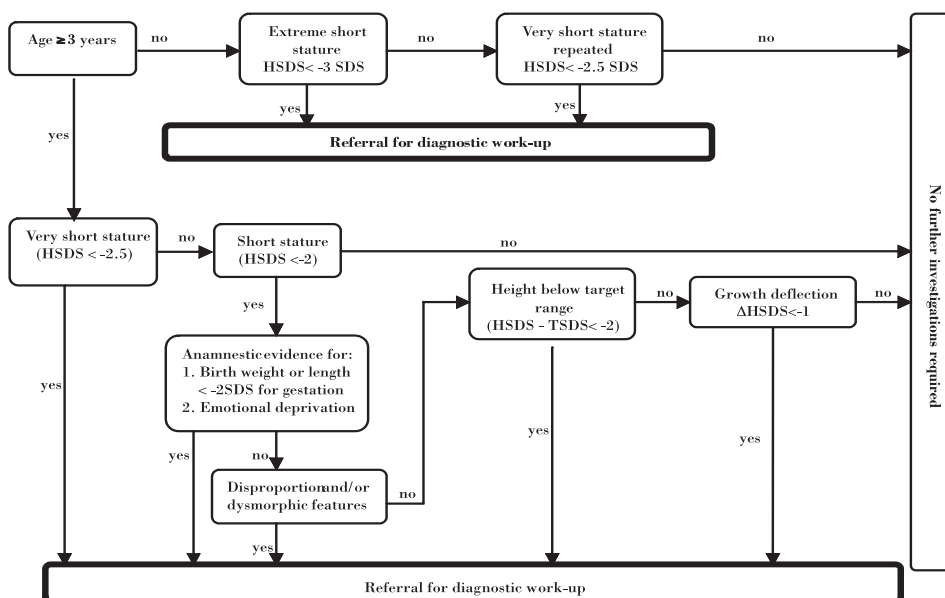 Age ≥3 years
no
Extreme short
stature
HSDS< -3 SDS
no
Very short stature
repeated
HSDS< -2.5 SDS
no
yes
yes
yes
Referral for diagnostic work-up
No further investigations required
Very short stature
(HSDS < -2.5)
no
Short stature
(HSDS <-2)
no
yes
no
Height below target
range
(HSDS - TSDS< -2)
no
Growth deflection
ΔHSDS<-1
no
Anamnestic evidence for:
1. Birth weight or length
< -2SDS for gestation
2. Emotional deprivation
yes
yes
no
yes
yes
Disproportionand/or
dysmorphic features
no
yes
Referral for diagnostic work-up